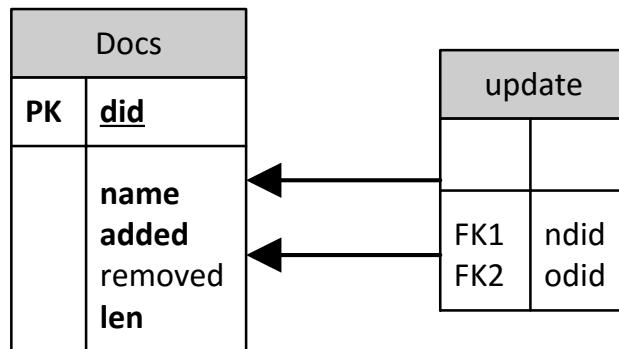 Docs
PK did
name
added
removed
len
update
FK1 ndid
FK2 odid